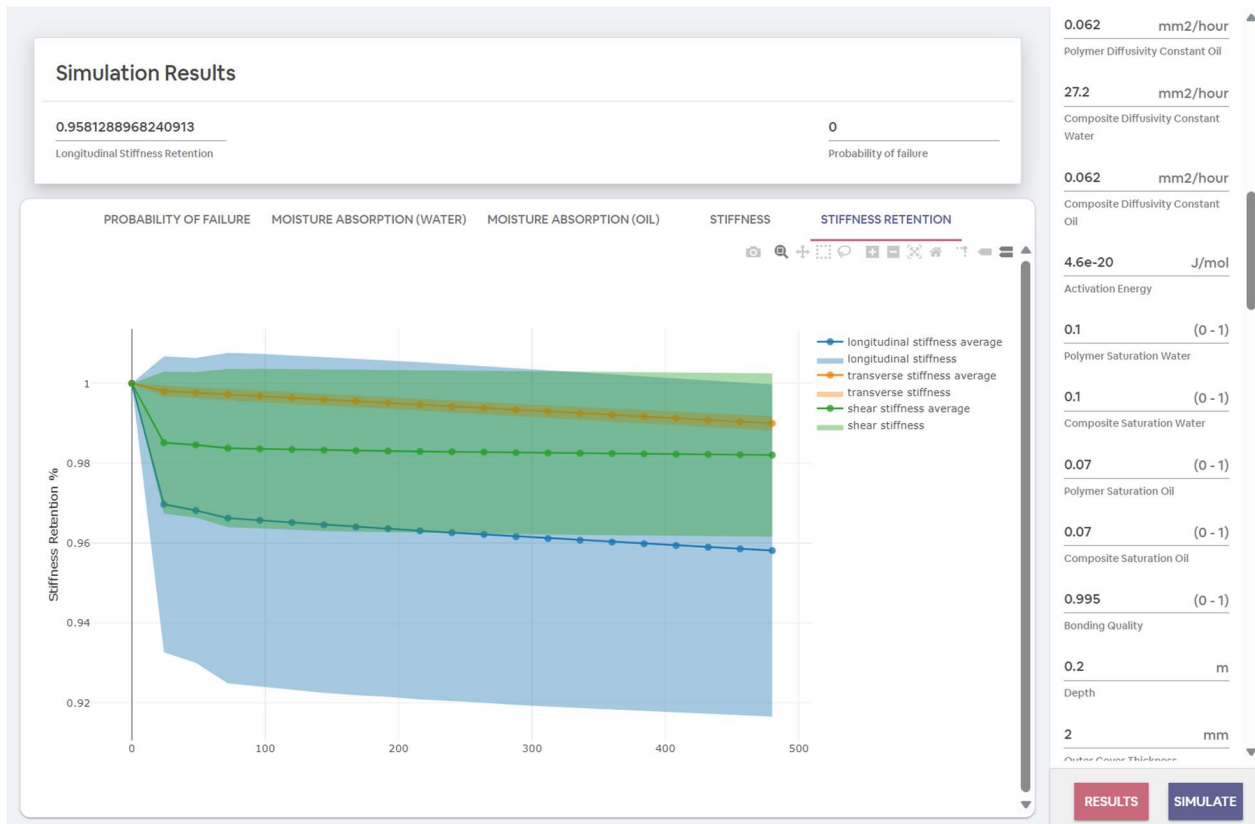 Simulation Results
0.9581288968240913
Longitudinal Stiffness Retention
0
Probability of failure
PROBABILITY OF FAILURE
MOISTURE ABSORPTION (WATER)
MOISTURE ABSORPTION (OIL)
STIFFNESS
STIFFNESS RETENTION
Stiffness Retention %
1
0.98
0.96
0.94
0.92
0
100
200
300
400
500
longitudinal stiffness average
longitudinal stiffness
transverse stiffness average
transverse stiffness
shear stiffness average
shear stiffness
0.062 mm2/hour
Polymer Diffusivity Constant Oil
27.2 mm2/hour
Composite Diffusivity Constant
Water
0.062 mm2/hour
Composite Diffusivity Constant
Oil
4.6e-20 J/mol
Activation Energy
0.1 (0 - 1)
Polymer Saturation Water
0.1 (0 - 1)
Composite Saturation Water
0.07 (0 - 1)
Polymer Saturation Oil
0.07 (0 - 1)
Composite Saturation Oil
0.995 (0 - 1)
Bonding Quality
0.2 m
Depth
2 mm
Outer Cover Thickness
RESULTS
SIMULATE